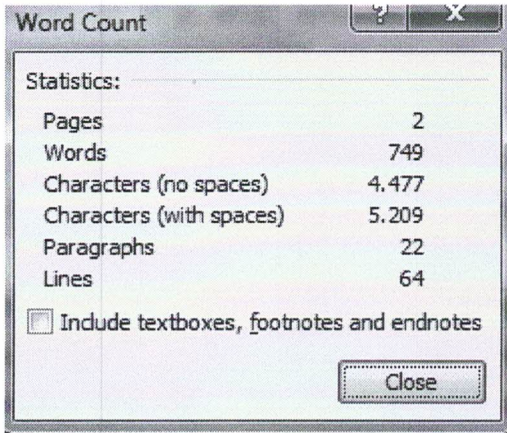 Word Count
? X
Statistics:
Pages 2
Words 749
Characters (no spaces) 4.477
Characters (with spaces) 5.209
Paragraphs 22
Lines 64
Include textboxes, footnotes and endnotes
Close